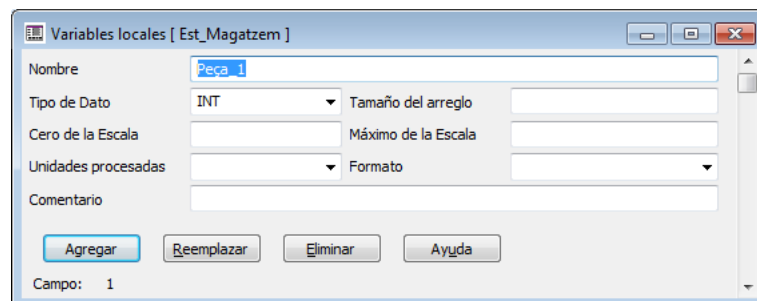 Variables locales [ Est_Magatzem ]
Nombre Peça_1
Tipo de Dato INT Tamaño del arreglo
Cero de la Escala Máximo de la Escala
Unidades procesadas Formato
Comentario
Agregar Reemplazar Eliminar Ayuda
Campo: 1